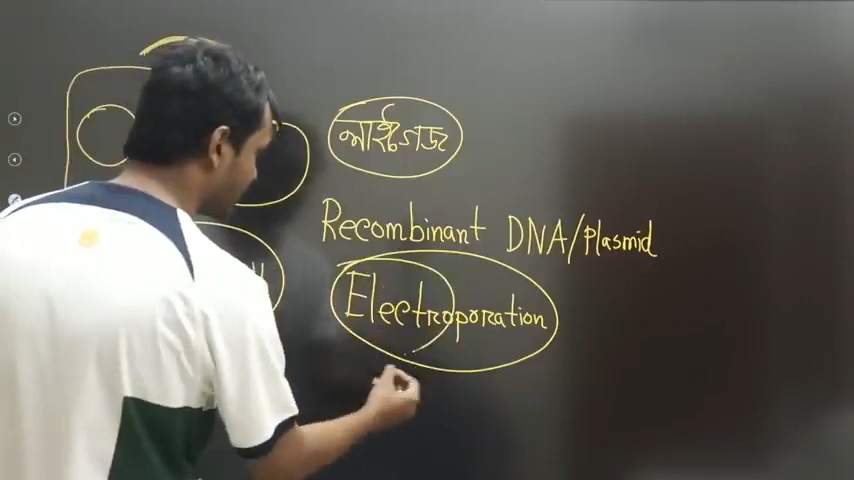 লাইগেজ
Recombinant DNA/Plasmid
Electroporation